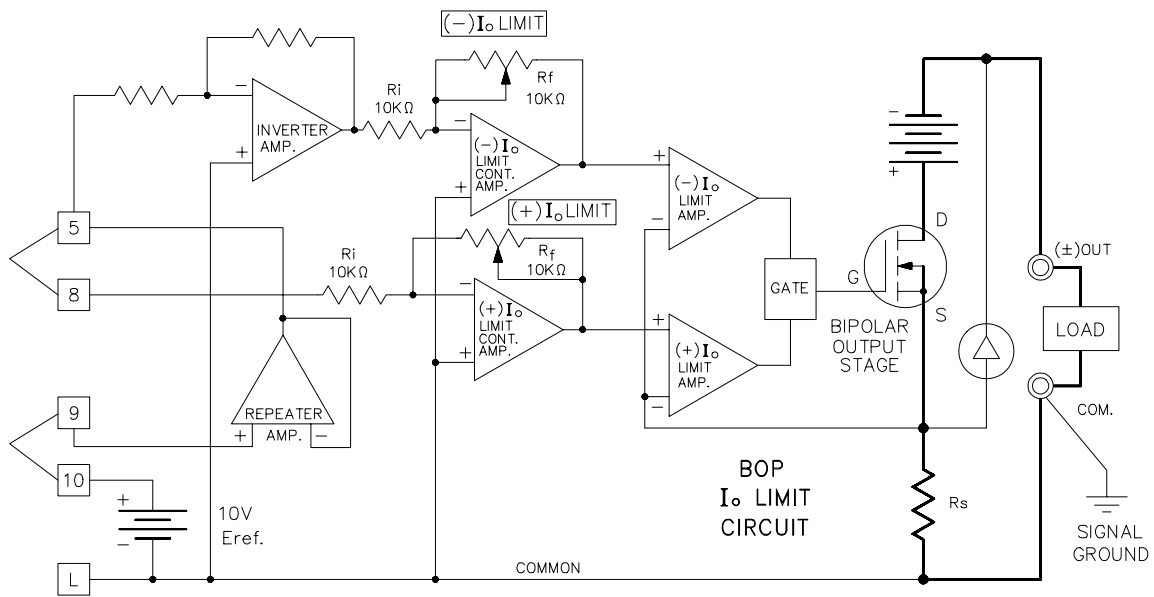 (−)Io LIMIT
Rf
10KΩ
Ri
10KΩ
−
+
INVERTER
AMP.
−
+
(−)Io
LIMIT
CONT.
AMP.
(+)Io LIMIT
Rf
10KΩ
Ri
10KΩ
−
+
(+)Io
LIMIT
CONT.
AMP.
+
−
(−)Io
LIMIT
AMP.
+
−
(+)Io
LIMIT
AMP.
GATE
−
+
D
G
S
BIPOLAR
OUTPUT
STAGE
(±)OUT
LOAD
COM.
SIGNAL
GROUND
Rs
BOP
Io LIMIT
CIRCUIT
5
8
9
10
L
REPEATER
+ AMP. −
+
−
10V
Eref.
COMMON